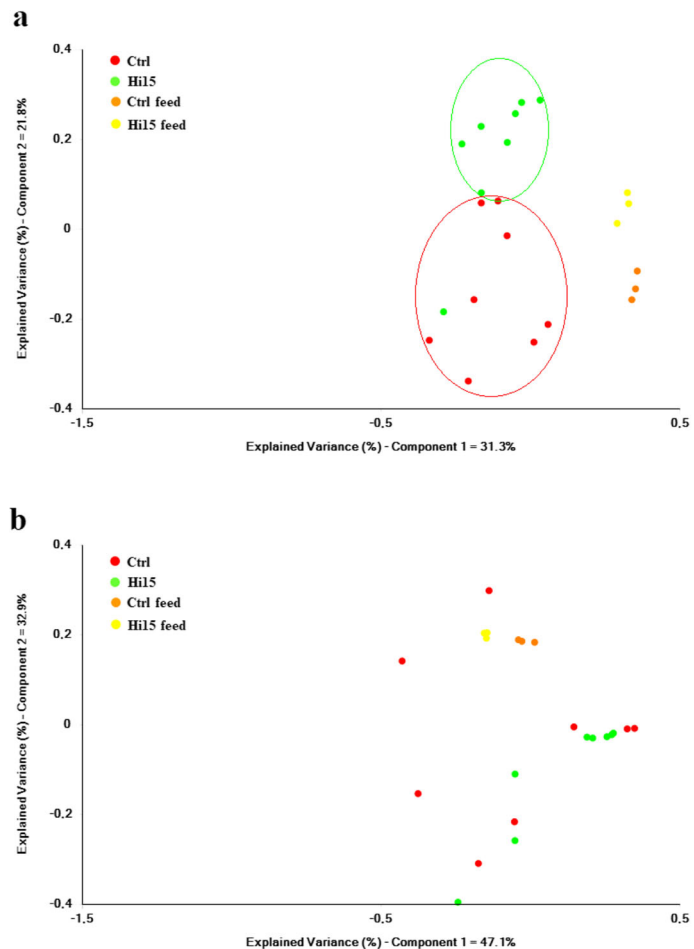 a
0,4
0,2
0
-0,2
-0,4
Explained Variance (%) - Component 2 = 21.8%
Ctrl
Hi15
Ctrl feed
Hi15 feed
-1,5
-0,5
0,5
Explained Variance (%) - Component 1 = 31.3%
b
0,4
0,2
0
-0,2
-0,4
Explained Variance (%) - Component 2 = 32.9%
Ctrl
Hi15
Ctrl feed
Hi15 feed
-1,5
-0,5
0,5
Explained Variance (%) - Component 1 = 47.1%